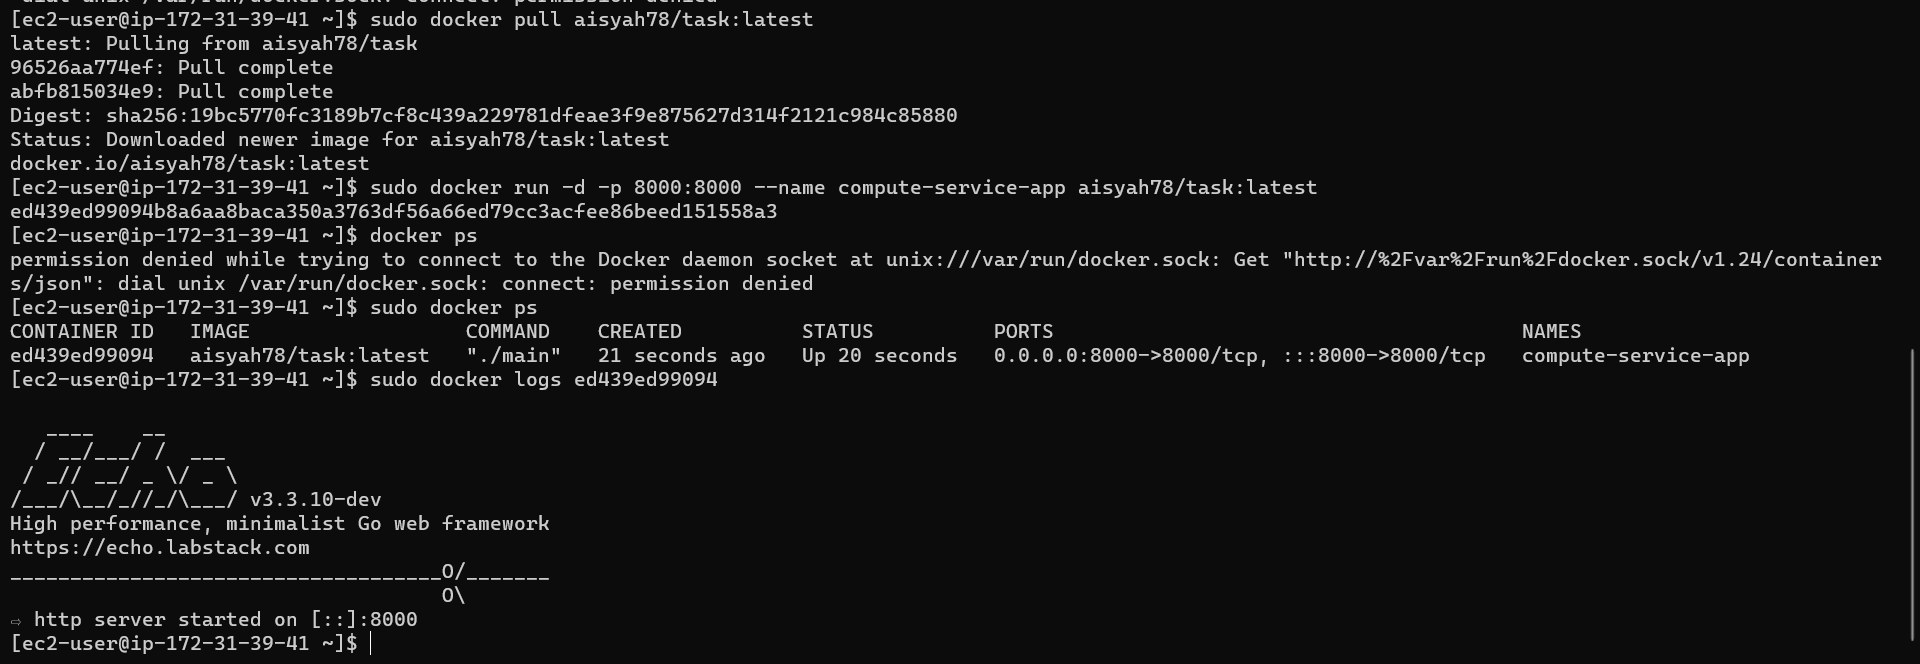 dial unix /var/run/docker.sock: connect: permission denied
[ec2-user@ip-172-31-39-41 ~]$ sudo docker pull aisyah78/task:latest
latest: Pulling from aisyah78/task
96526aa774ef: Pull complete
abfb815034e9: Pull complete
Digest: sha256:19bc5770fc3189b7cf8c439a229781dfeae3f9e875627d314f2121c984c85880
Status: Downloaded newer image for aisyah78/task:latest
docker.io/aisyah78/task:latest
[ec2-user@ip-172-31-39-41 ~]$ sudo docker run -d -p 8000:8000 --name compute-service-app aisyah78/task:latest
ed439ed99094b8a6aa8baca350a3763df56a66ed79cc3acfee86beed151558a3
[ec2-user@ip-172-31-39-41 ~]$ docker ps
permission denied while trying to connect to the Docker daemon socket at unix:///var/run/docker.sock: Get "http://%2Fvar%2Frun%2Fdocker.sock/v1.24/container
s/json": dial unix /var/run/docker.sock: connect: permission denied
[ec2-user@ip-172-31-39-41 ~]$ sudo docker ps
CONTAINER ID   IMAGE                  COMMAND    CREATED          STATUS          PORTS                                       NAMES
ed439ed99094   aisyah78/task:latest   "./main"   21 seconds ago   Up 20 seconds   0.0.0.0:8000->8000/tcp, :::8000->8000/tcp   compute-service-app
[ec2-user@ip-172-31-39-41 ~]$ sudo docker logs ed439ed99094
   ____    __
  / __/___/ /  ___
 / _// __/ _ \/ _ \
/___/\__/_//_/\___/ v3.3.10-dev
High performance, minimalist Go web framework
https://echo.labstack.com
____________________________________O/_______
                                    O\
⇨ http server started on [::]:8000
[ec2-user@ip-172-31-39-41 ~]$